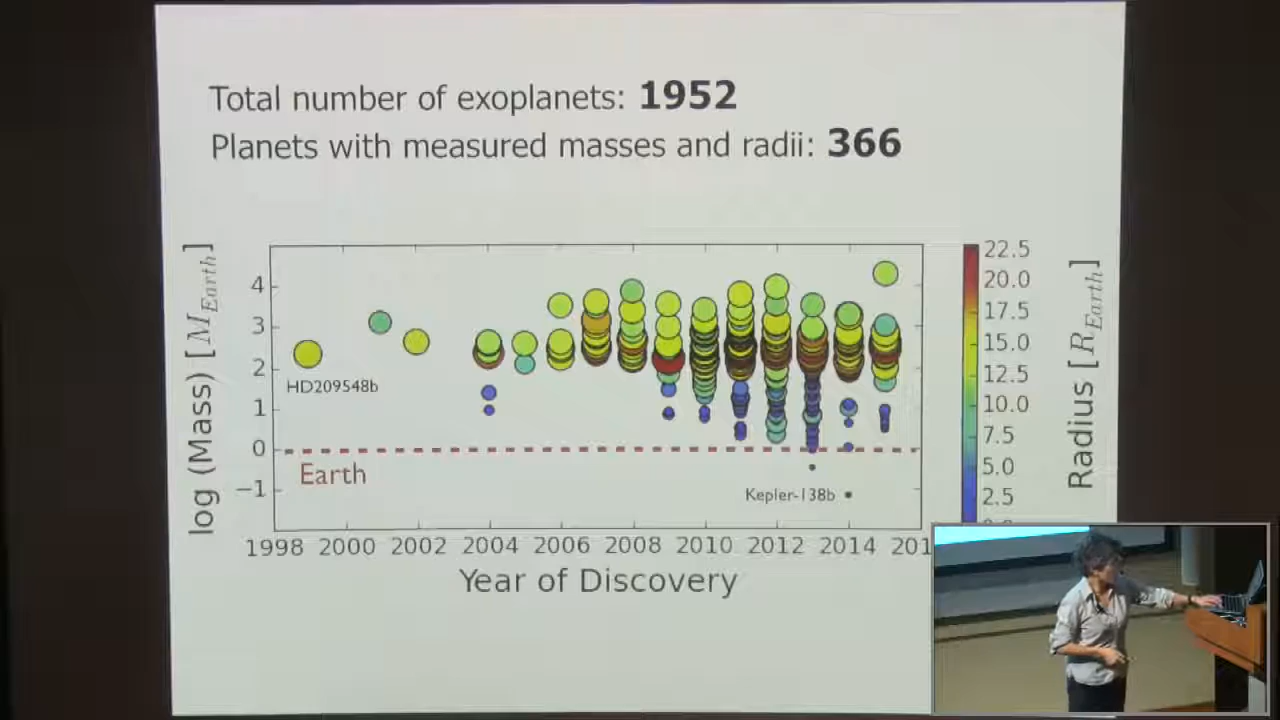 Total number of exoplanets: 1952
Planets with measured masses and radii: 366
log (Mass) [M_Earth]
4
3
2
1
0
−1
HD209548b
Earth
Kepler-138b
1998 2000 2002 2004 2006 2008 2010 2012 2014
Year of Discovery
22.5
20.0
17.5
15.0
12.5
10.0
7.5
5.0
2.5
Radius [R_Earth]